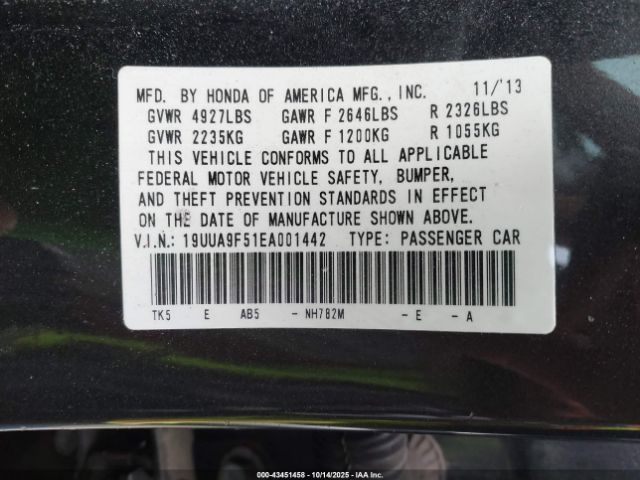 MFD. BY HONDA OF AMERICA MFG., INC. 11/'13
GVWR 4927LBS GAWR F 2646LBS R 2326LBS
GVWR 2235KG GAWR F 1200KG R 1055KG
THIS VEHICLE CONFORMS TO ALL APPLICABLE
FEDERAL MOTOR VEHICLE SAFETY, BUMPER,
AND THEFT PREVENTION STANDARDS IN EFFECT
ON THE DATE OF MANUFACTURE SHOWN ABOVE.
V.I.N.: 19UUA9F51EA001442 TYPE: PASSENGER CAR
TK5 E AB5 - NH782M - E - A
000-43451458 - 10/14/2025 - IAA Inc.